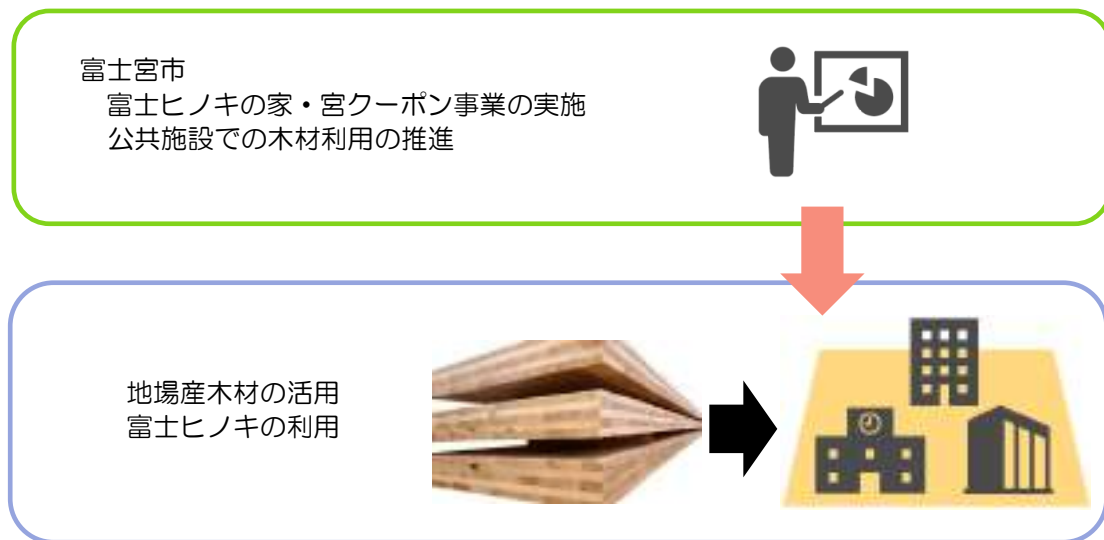 富士宮市
富士ヒノキの家・宮クーポン事業の実施
公共施設での木材利用の推進
地場産木材の活用
富士ヒノキの利用